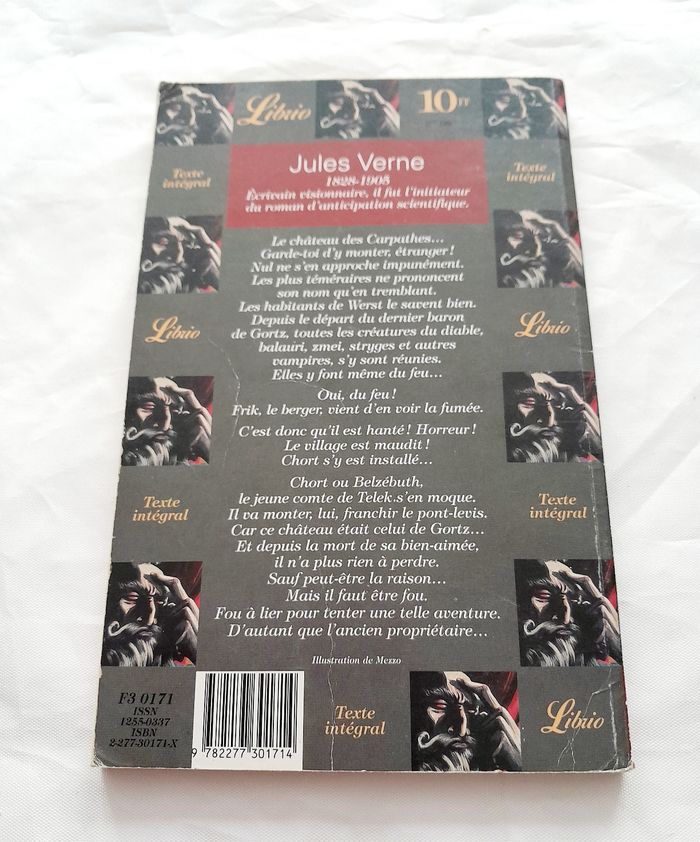 Librio
10FF
Texte
intégral
Texte
intégral
Jules Verne
1828-1905
Écrivain visionnaire, il fut l'initiateur
du roman d'anticipation scientifique.
Le château des Carpathes...
Garde-toi d'y monter, étranger !
Nul ne s'en approche impunément.
Les plus téméraires ne prononcent
son nom qu'en tremblant.
Les habitants de Werst le savent bien.
Depuis le départ du dernier baron
de Gortz, toutes les créatures du diable,
balauri, zmei, stryges et autres
vampires, s'y sont réunies.
Elles y font même du feu...
Librio
Librio
Oui, du feu !
Frik, le berger, vient d'en voir la fumée.
C'est donc qu'il est hanté ! Horreur !
Le village est maudit !
Chort s'y est installé...
Chort ou Belzébuth,
le jeune comte de Telek.s'en moque.
Il va monter, lui, franchir le pont-levis.
Car ce château était celui de Gortz...
Et depuis la mort de sa bien-aimée,
il n'a plus rien à perdre.
Sauf peut-être la raison...
Mais il faut être fou.
Fou à lier pour tenter une telle aventure.
D'autant que l'ancien propriétaire...
Texte
intégral
Texte
intégral
Illustration de Mezzo
F3 0171
ISSN
1255-0337
ISBN
2-277-30171-X
9 782277 301714
Texte
intégral
Librio